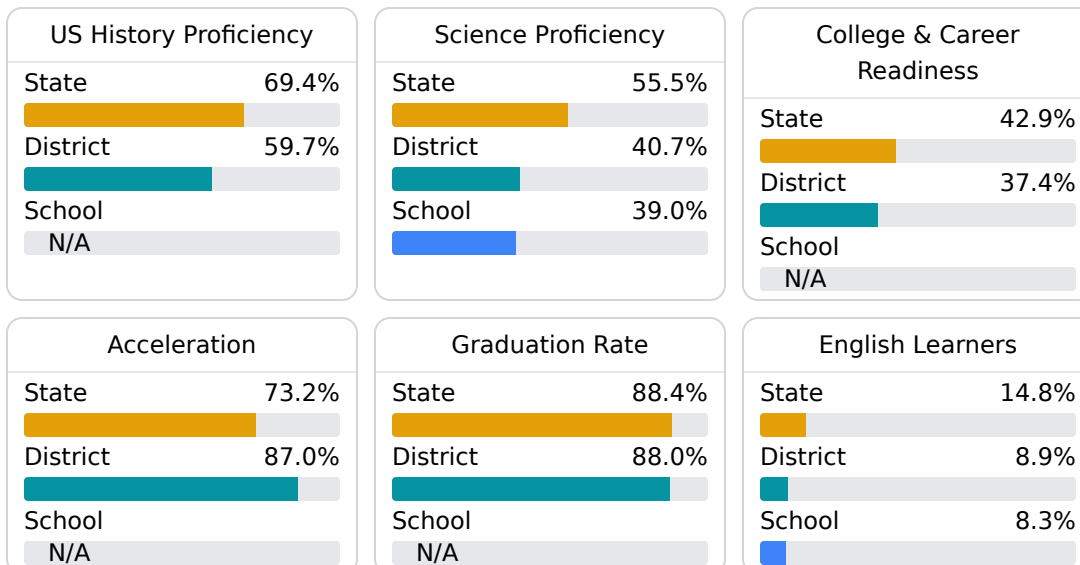 US History Proficiency
State 69.4%
District 59.7%
School
N/A
Science Proficiency
State 55.5%
District 40.7%
School 39.0%
College & Career
Readiness
State 42.9%
District 37.4%
School
N/A
Acceleration
State 73.2%
District 87.0%
School
N/A
Graduation Rate
State 88.4%
District 88.0%
School
N/A
English Learners
State 14.8%
District 8.9%
School 8.3%